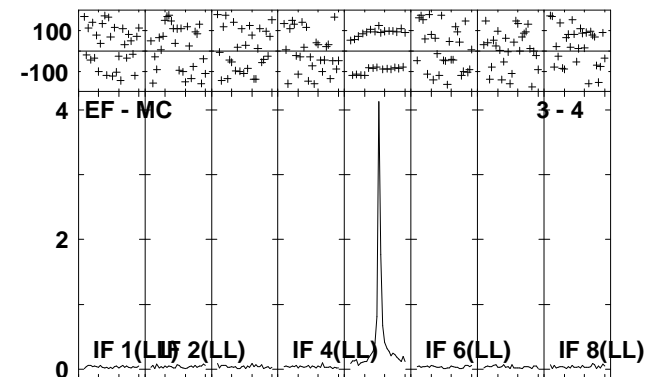 100
-100
4
EF - MC
3 - 4
2
IF 1(LL)
IF 2(LL)
IF 4(LL)
IF 6(LL)
IF 8(LL)
0